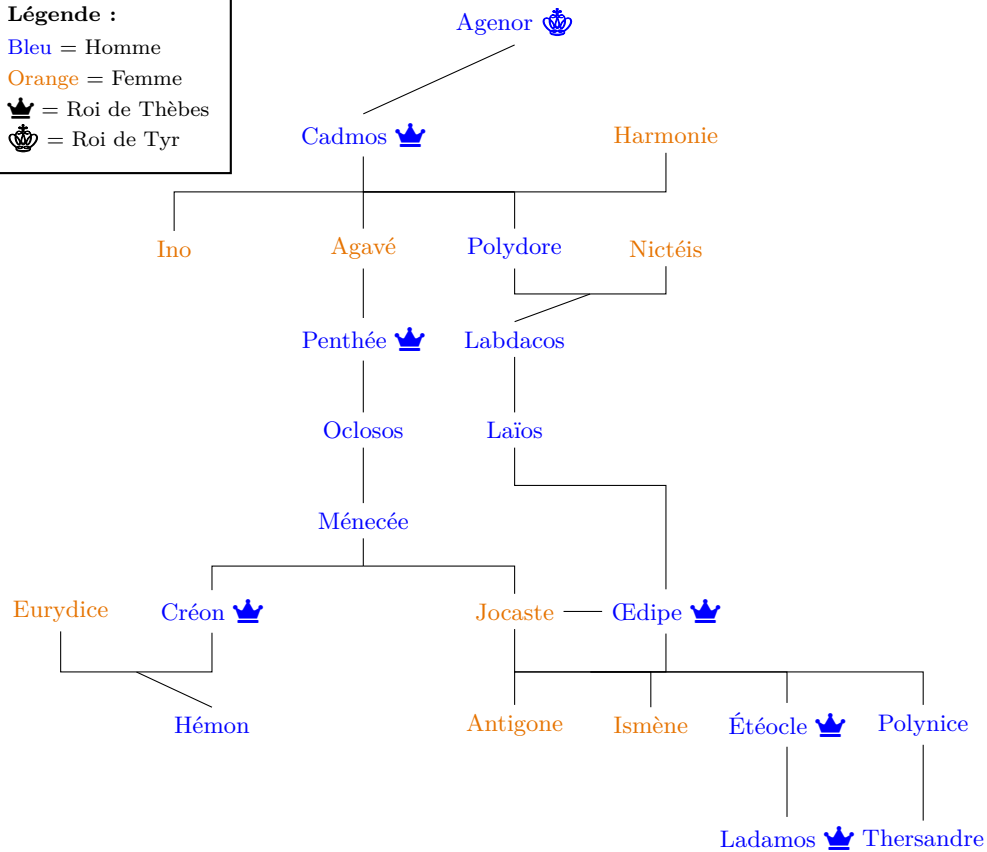 Légende :
Bleu = Homme
Orange = Femme
= Roi de Thèbes
= Roi de Tyr
Agenor
Cadmos Harmonie
Ino Agavé Polydore Nictéis
Penthée Labdacos
Oclosos Laïos
Ménecée
Eurydice Créon Jocaste Œdipe
Hémon Antigone Ismène Étéocle Polynice
Ladamos Thersandre